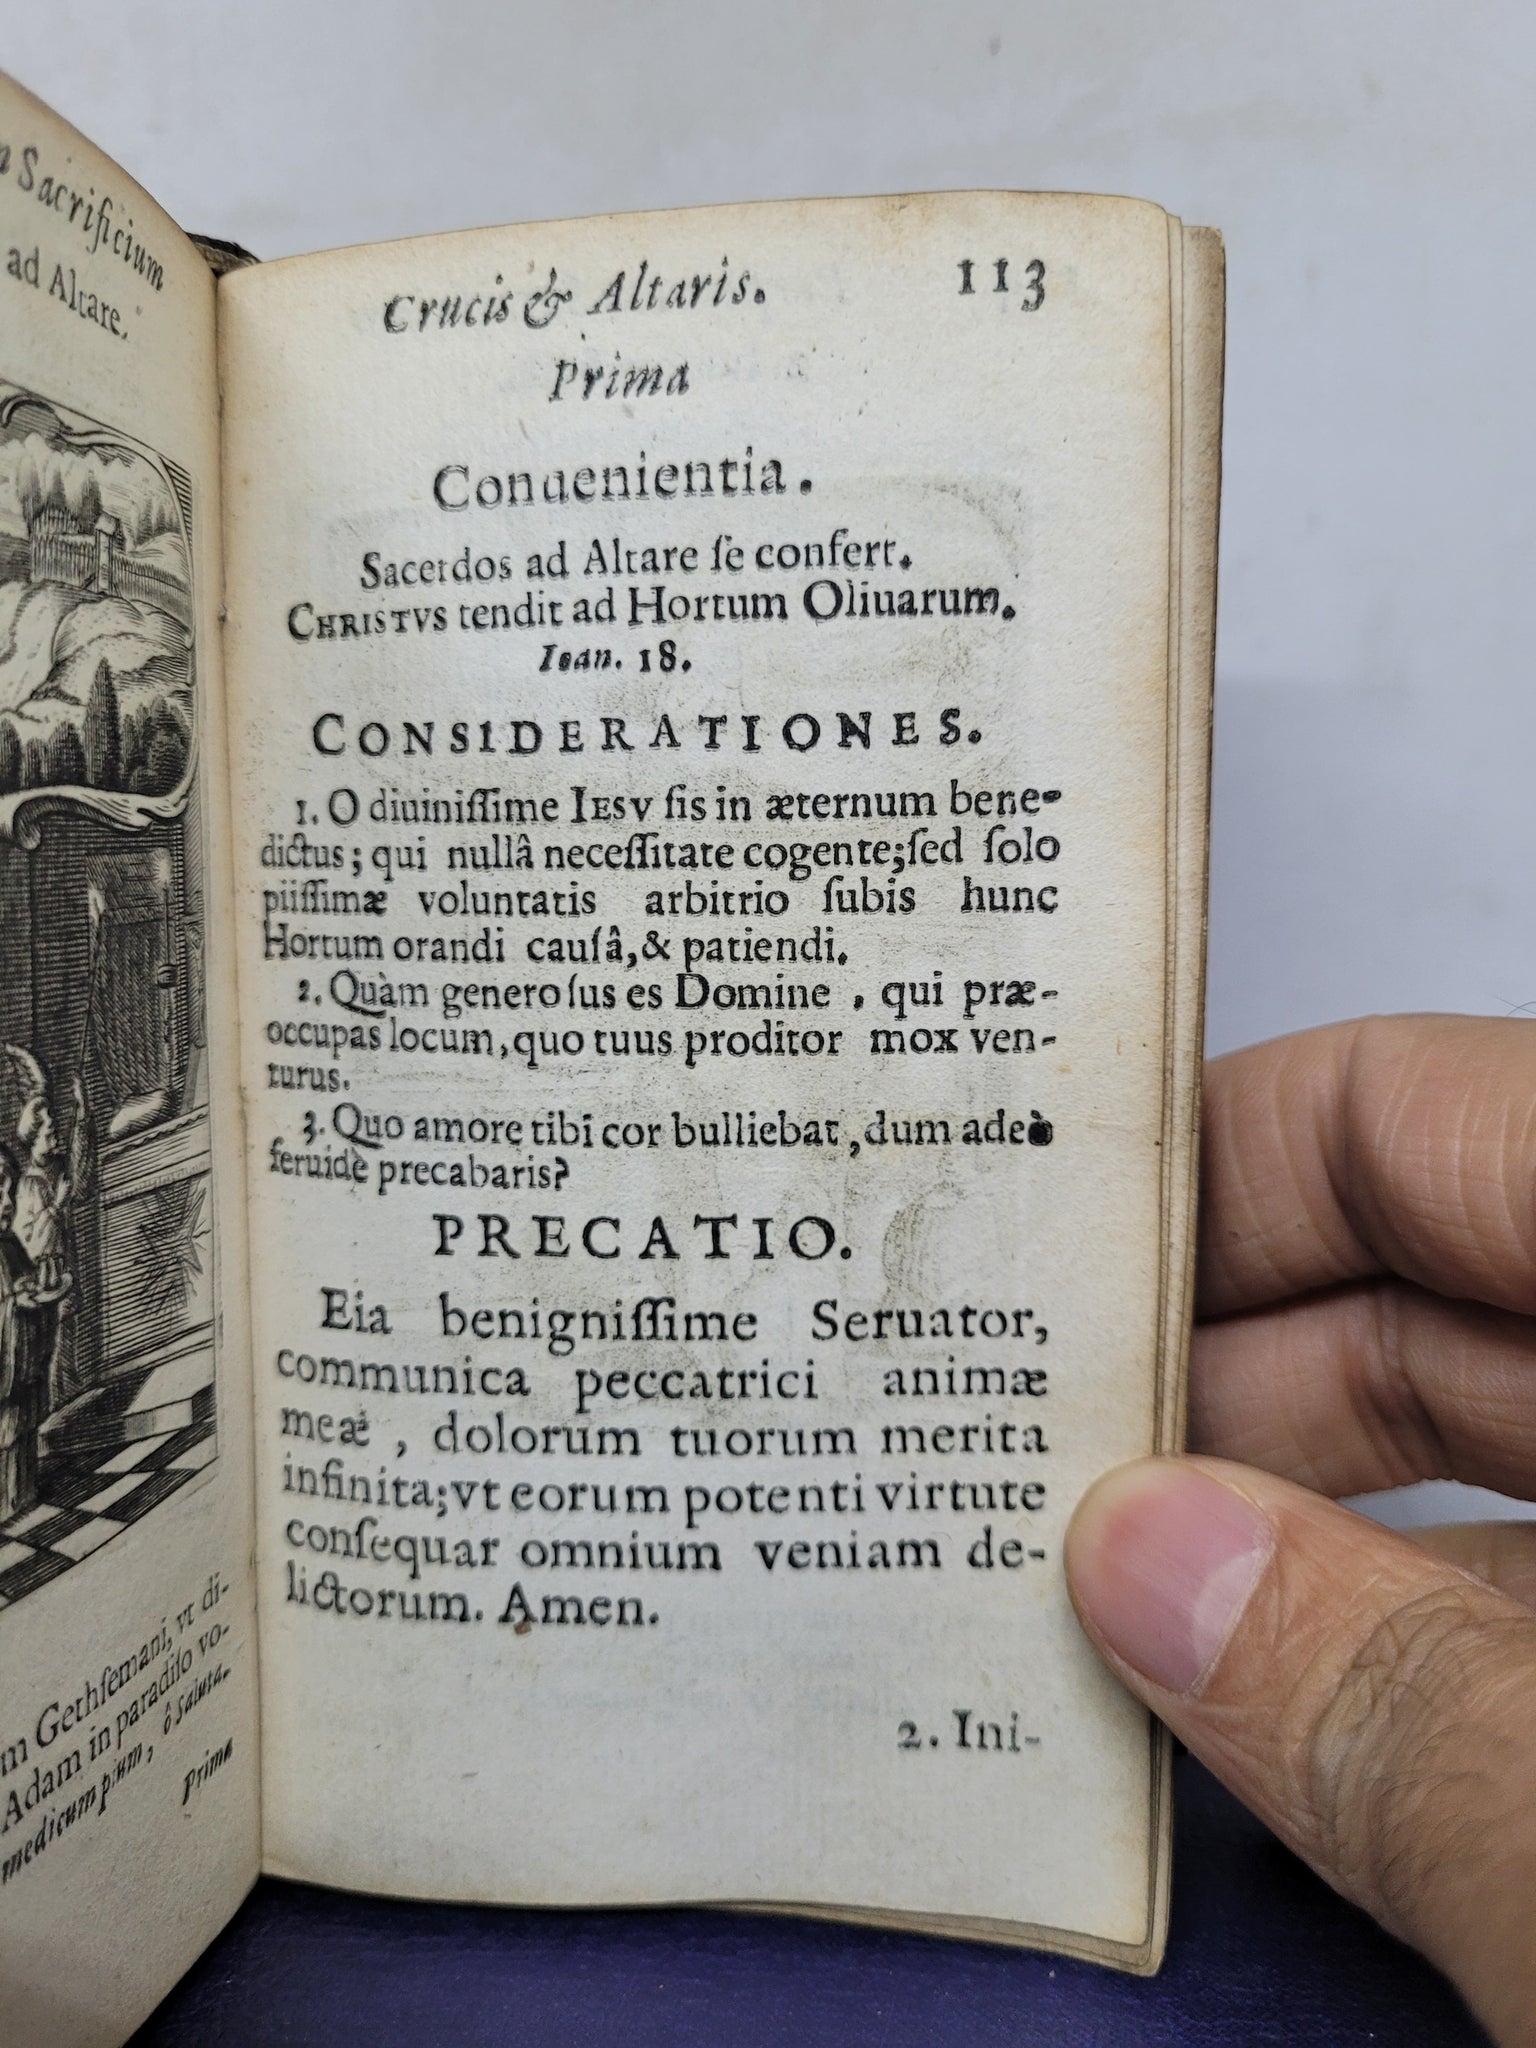 Sacrificium
ad Altare.
m Gethſemani, vt di-
Adam in paradiſo vo-
medicum pium, ô Saluta.
Prima
Crucis & Altaris. 113
Prima
Conuenientia.
Sacerdos ad Altare ſe confert.
CHRISTVS tendit ad Hortum Oliuarum.
Ioan. 18.
CONSIDERATIONES.
1. O diuiniſſime IESV ſis in æternum bene-
dictus; qui nullâ neceſſitate cogente; ſed ſolo
piiſſimæ voluntatis arbitrio ſubis hunc
Hortum orandi cauſâ, & patiendi.
2. Quàm generoſus es Domine, qui præ-
occupas locum, quo tuus proditor mox ven-
turus.
3. Quo amore tibi cor bulliebat, dum adeò
feruidè precabaris?
PRECATIO.
Eia benigniſſime Seruator,
communica peccatrici animæ
meæ, dolorum tuorum merita
infinita; vt eorum potenti virtute
conſequar omnium veniam de-
lictorum. Amen.
2. Ini-